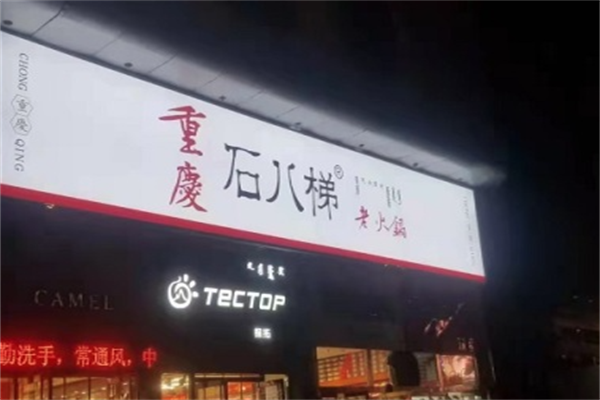 CHONG 重慶 QING
重慶
石八梯
老火鍋
CAMEL
TECTOP
探拓
勤洗手，常通风，中